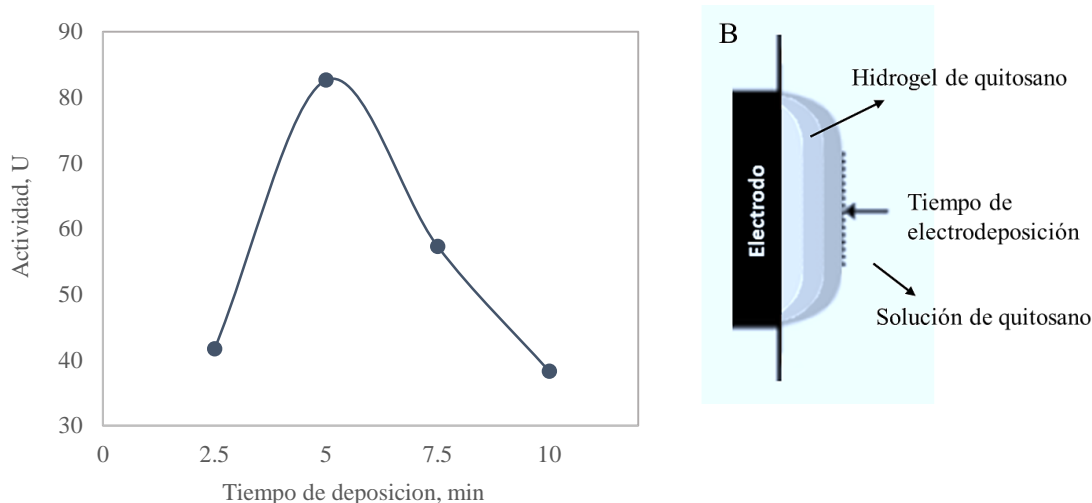 90
80
70
60
50
40
30
0
2.5
5
7.5
10
Actividad, U
Tiempo de deposicion, min
B
Hidrogel de quitosano
Electrodo
Tiempo de
electrodeposición
Solución de quitosano